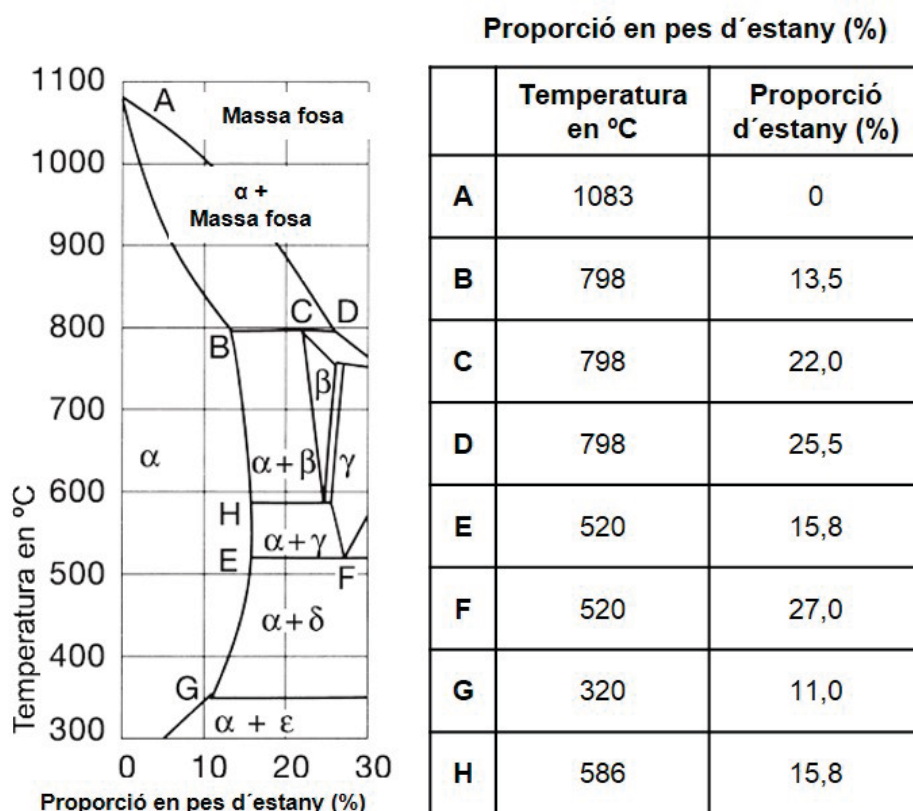 Proporció en pes d´estany (%)
1100
A
Massa fosa
1000
α +
Massa fosa
900
C D
800
B
β
700
α
α + β γ
600
H
α + γ
E
500
F
α + δ
400
G
α + ε
300
Temperatura en ºC
0 10 20 30
Proporció en pes d´estany (%)
Temperatura en ºC
Proporció d´estany (%)
A 1083 0
B 798 13,5
C 798 22,0
D 798 25,5
E 520 15,8
F 520 27,0
G 320 11,0
H 586 15,8